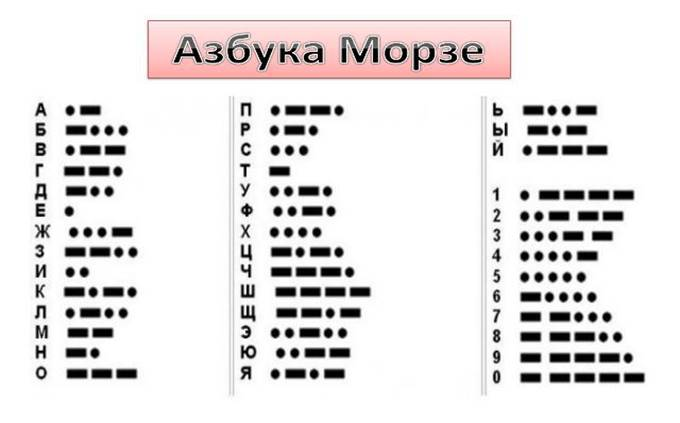 Азбука Морзе
А ●▬
Б ▬●●●
В ●▬▬
Г ▬▬●
Д ▬●●
Е ●
Ж ●●●▬
З ▬▬●●
И ●●
К ▬●▬●
Л ●▬●●
М ▬▬
Н ▬●
О ▬▬▬
П ●▬▬●
Р ●▬●
С ●●●
Т ▬
У ●●▬●
Ф ●●▬●
Х ●●●●
Ц ▬●▬●
Ч ▬▬▬●
Ш ▬▬▬▬
Щ ▬▬●▬
Э ●●▬●●
Ю ●●▬▬
Я ●▬●▬
Ь ▬●●▬
Ы ▬●▬
Й ●▬▬▬
1 ●▬▬▬▬
2 ●●▬▬▬
3 ●●●▬▬
4 ●●●●▬
5 ●●●●●
6 ▬●●●●
7 ▬▬●●●
8 ▬▬▬●●
9 ▬▬▬▬●
0 ▬▬▬▬▬